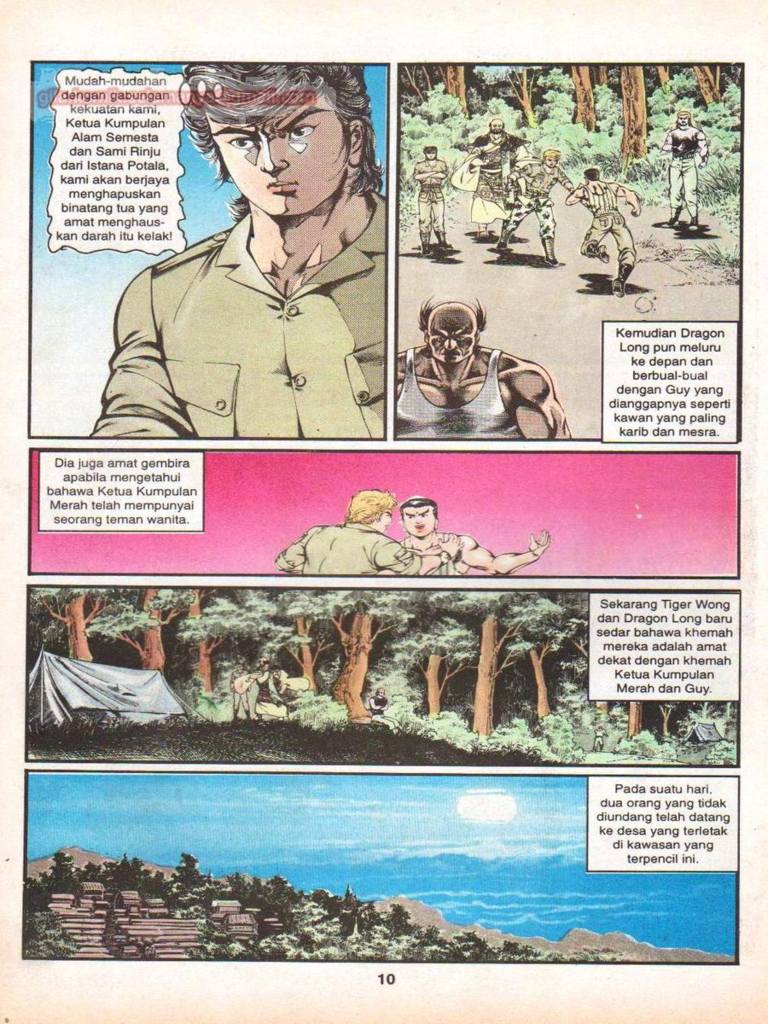 Mudah-mudahan
dengan gabungan
kekuatan kami,
Ketua Kumpulan
Alam Semesta
dan Sami Rinju
dari Istana Potala,
kami akan berjaya
menghapuskan
binatang tua yang
amat menghaus-
kan darah itu kelak!
Kemudian Dragon
Long pun meluru
ke depan dan
berbual-bual
dengan Guy yang
dianggapnya seperti
kawan yang paling
karib dan mesra.
Dia juga amat gembira
apabila mengetahui
bahawa Ketua Kumpulan
Merah telah mempunyai
seorang teman wanita.
Sekarang Tiger Wong
dan Dragon Long baru
sedar bahawa khemah
mereka adalah amat
dekat dengan khemah
Ketua Kumpulan
Merah dan Guy.
Pada suatu hari,
dua orang yang tidak
diundang telah datang
ke desa yang terletak
di kawasan yang
terpencil ini.
10